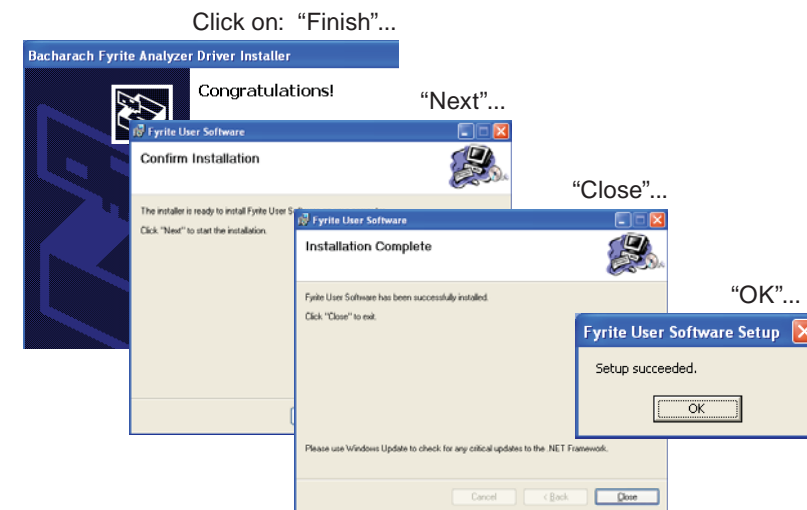 Click on: “Finish”...
Bacharach Fyrite Analyzer Driver Installer
Congratulations!
“Next”...
Fyrite User Software
Confirm Installation
The installer is ready to install Fyrite User
Click "Next" to start the installation.
“Close”...
Fyrite User Software
Installation Complete
Fyrite User Software has been successfully installed.
Click "Close" to exit.
Please use Windows Update to check for any critical updates to the .NET Framework.
Cancel
< Back
Close
“OK”...
Fyrite User Software Setup
Setup succeeded.
OK